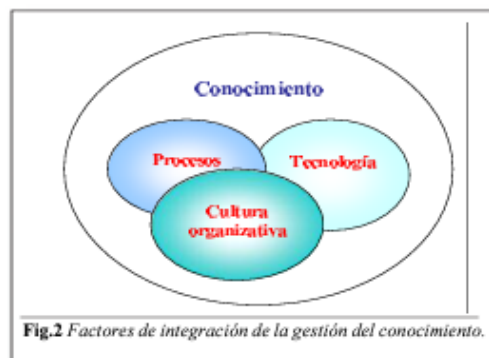 Conocimiento
Procesos
Tecnología
Cultura
organizativa
Fig.2 Factores de integración de la gestión del conocimiento.